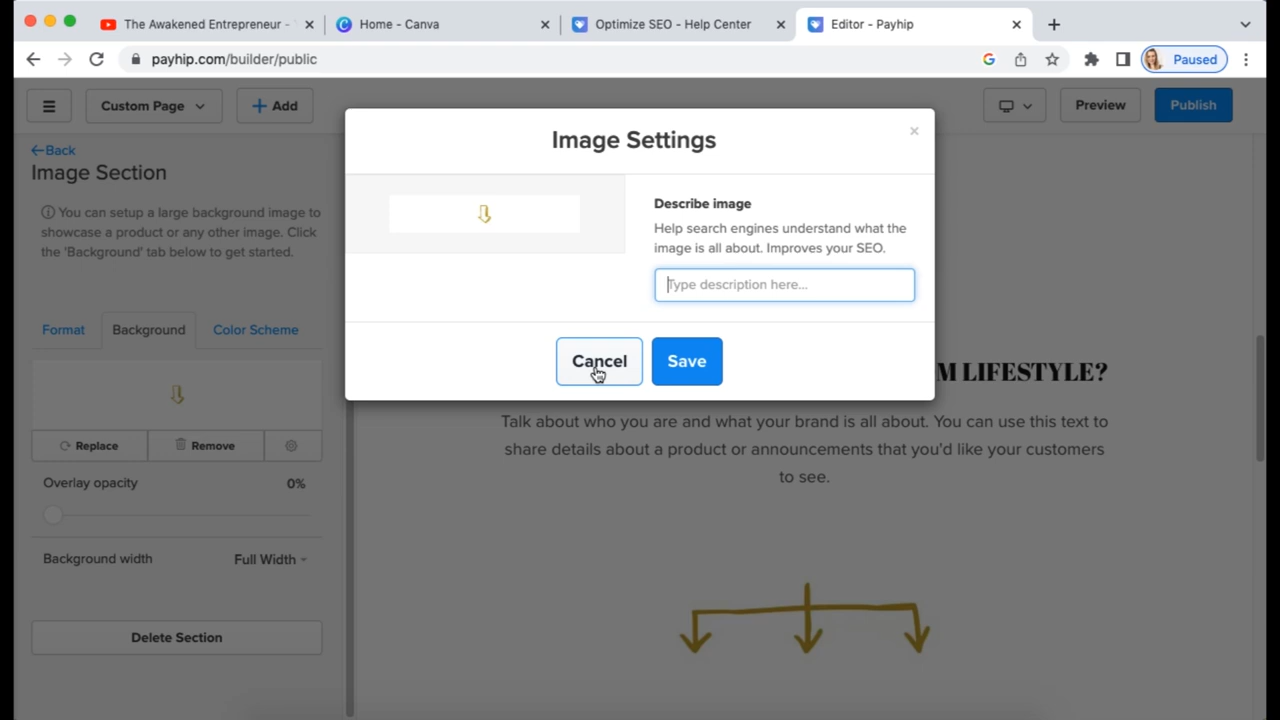 The Awakened Entrepreneur -
Home - Canva
Optimize SEO - Help Center
Editor - Payhip
payhip.com/builder/public
Paused
Custom Page
Add
Preview
Publish
Back
Image Section
You can setup a large background image to
showcase a product or any other image. Click
the 'Background' tab below to get started.
Format
Background
Color Scheme
Replace
Remove
Overlay opacity
0%
Background width
Full Width
Delete Section
Image Settings
Describe image
Help search engines understand what the
image is all about. Improves your SEO.
Type description here...
Cancel
Save
M LIFESTYLE?
Talk about who you are and what your brand is all about. You can use this text to
share details about a product or announcements that you'd like your customers
to see.